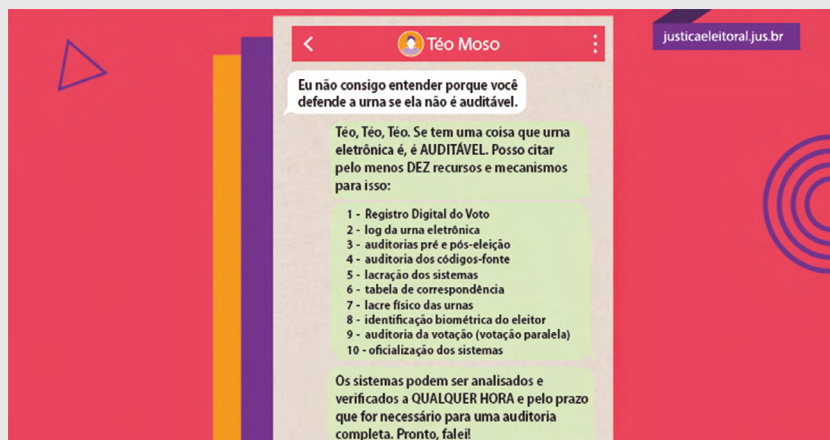 Téo Moso
justicaeleitoral.jus.br
Eu não consigo entender porque você
defende a urna se ela não é auditável.
Téo, Téo, Téo. Se tem uma coisa que urna
eletrônica é, é AUDITÁVEL. Posso citar
pelo menos DEZ recursos e mecanismos
para isso:
1 - Registro Digital do Voto
2 - log da urna eletrônica
3 - auditorias pré e pós-eleição
4 - auditoria dos códigos-fonte
5 - lacração dos sistemas
6 - tabela de correspondência
7 - lacre físico das urnas
8 - identificação biométrica do eleitor
9 - auditoria da votação (votação paralela)
10 - oficialização dos sistemas
Os sistemas podem ser analisados e
verificados a QUALQUER HORA e pelo prazo
que for necessário para uma auditoria
completa. Pronto, falei!